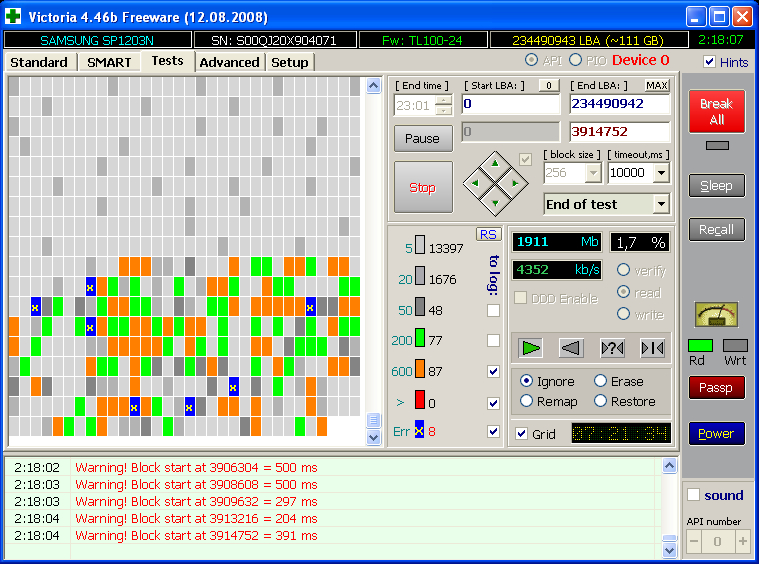 Victoria 4.46b Freeware (12.08.2008)
SAMSUNG SP1203N SN: S00QJ20X904071 Fw: TL100-24 234490943 LBA (~111 GB) 2:18:07
Standard SMART Tests Advanced Setup API PIO Device 0 Hints
[ End time ] [ Start LBA: ] 0 [ End LBA: ] MAX
23:01 0 234490942
Pause 0 3914752
[ block size ] [ timeout,ms ]
256 10000
Stop
End of test
RS
to log:
5 13397
20 1676
50 48
200 77
600 87
> 0
Err x 8
1911 Mb 1,7 %
4352 kb/s
verify
DDD Enable read
write
Ignore Erase
Remap Restore
Grid 07:21:34
Break All
Sleep
Recall
Rd Wrt
Passp
Power
sound
API number
0
2:18:02 Warning! Block start at 3906304 = 500 ms
2:18:03 Warning! Block start at 3908608 = 500 ms
2:18:03 Warning! Block start at 3909632 = 297 ms
2:18:04 Warning! Block start at 3913216 = 204 ms
2:18:04 Warning! Block start at 3914752 = 391 ms